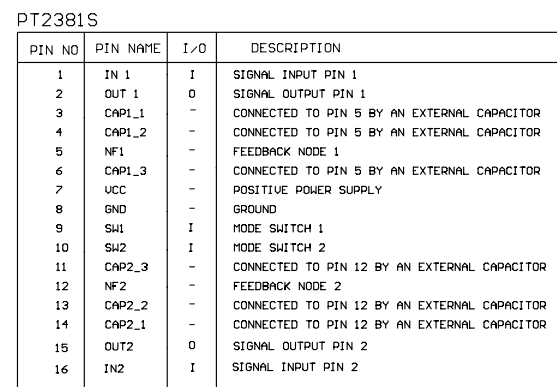 PT2381S
PIN NO PIN NAME I/O DESCRIPTION
1 IN 1 I SIGNAL INPUT PIN 1
2 OUT 1 O SIGNAL OUTPUT PIN 1
3 CAP1_1 - CONNECTED TO PIN 5 BY AN EXTERNAL CAPACITOR
4 CAP1_2 - CONNECTED TO PIN 5 BY AN EXTERNAL CAPACITOR
5 NF1 - FEEDBACK NODE 1
6 CAP1_3 - CONNECTED TO PIN 5 BY AN EXTERNAL CAPACITOR
7 VCC - POSITIVE POWER SUPPLY
8 GND - GROUND
9 SW1 I MODE SWITCH 1
10 SW2 I MODE SWITCH 2
11 CAP2_3 - CONNECTED TO PIN 12 BY AN EXTERNAL CAPACITOR
12 NF2 - FEEDBACK NODE 2
13 CAP2_2 - CONNECTED TO PIN 12 BY AN EXTERNAL CAPACITOR
14 CAP2_1 - CONNECTED TO PIN 12 BY AN EXTERNAL CAPACITOR
15 OUT2 O SIGNAL OUTPUT PIN 2
16 IN2 I SIGNAL INPUT PIN 2